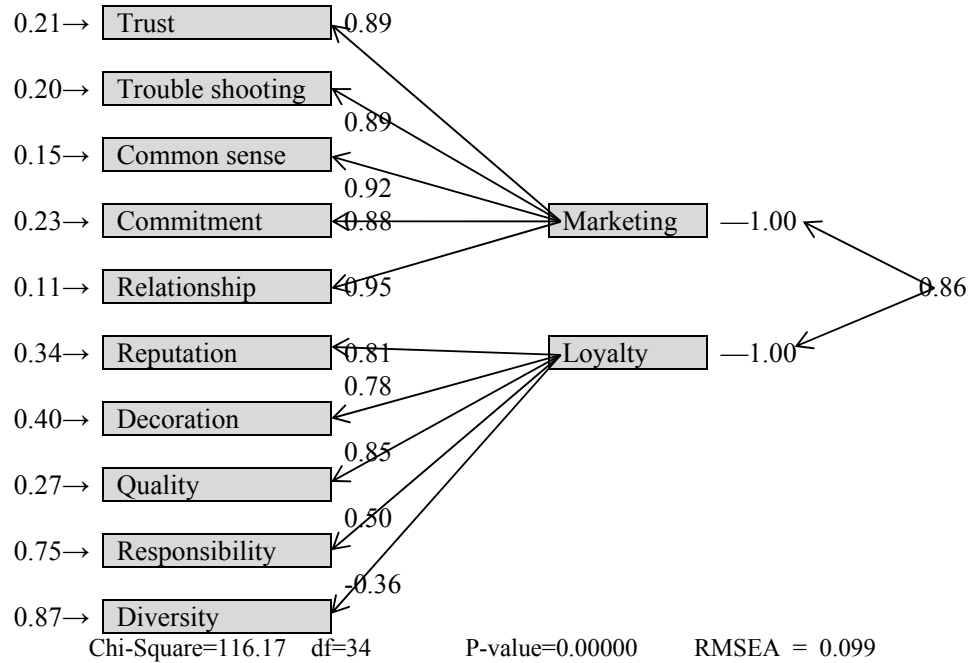 0.21→ Trust 0.89
0.20→ Trouble shooting
0.89
0.15→ Common sense
0.92
0.23→ Commitment 0.88 Marketing —1.00
0.11→ Relationship 0.95 0.86
0.34→ Reputation 0.81 Loyalty —1.00
0.78
0.40→ Decoration
0.85
0.27→ Quality
0.50
0.75→ Responsibility
-0.36
0.87→ Diversity
Chi-Square=116.17 df=34 P-value=0.00000 RMSEA = 0.099